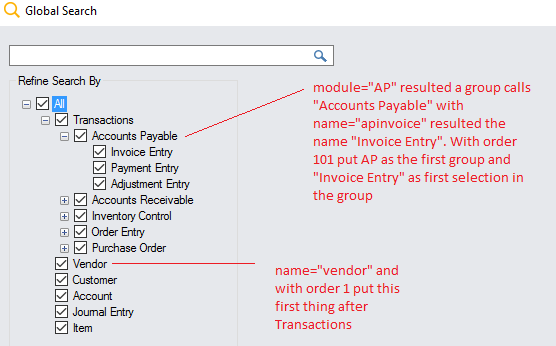 Global Search
Refine Search By
All
Transactions
Accounts Payable
Invoice Entry
Payment Entry
Adjustment Entry
Accounts Receivable
Inventory Control
Order Entry
Purchase Order
Vendor
Customer
Account
Journal Entry
Item
module="AP" resulted a group calls
"Accounts Payable" with
name="apinvoice" resulted the
name "Invoice Entry". With order
101 put AP as the first group and
"Invoice Entry" as first selection in
the group
name="vendor" and
with order 1 put this
first thing after
Transactions